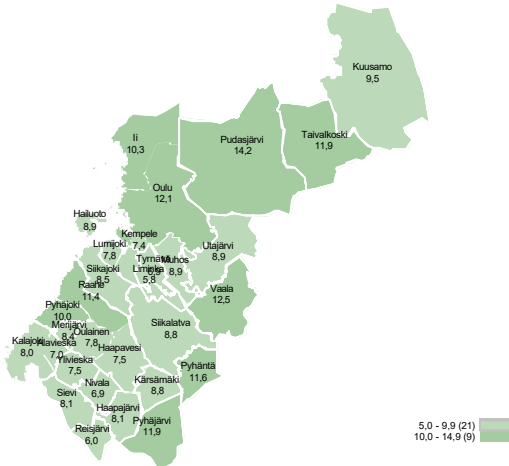 Kuusamo
9,5
Taivalkoski
11,9
Pudasjärvi
14,2
Ii
10,3
Oulu
12,1
Hailuoto
8,9
Kempele
7,4
Lumijoki
7,8
Tyrnävä
6,9
Muhos
8,9
Utajärvi
8,9
Liminka
5,8
Siikajoki
8,5
Raahe
11,4
Vaala
12,5
Pyhäjoki
10,0
Merijärvi
8,4
Siikalatva
8,8
Oulainen
7,8
Kalajoki
8,0
Alavieska
7,0
Haapavesi
7,5
Ylivieska
7,5
Pyhäntä
11,6
Nivala
6,9
Kärsämäki
8,8
Sievi
8,1
Haapajärvi
8,1
Pyhäjärvi
11,9
Reisjärvi
6,0
5,0 - 9,9 (21)
10,0 - 14,9 (9)